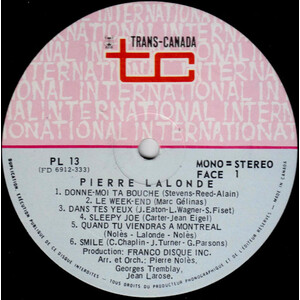 TRANS-CANADA
tc
INTERNATIONAL
PL 13
(FD 6912-333)
MONO = STEREO
FACE 1
PIERRE LALONDE
1. DONNE-MOI TA BOUCHE (Stevens-Reed-Alain)
2. LE WEEK-END (Marc Gélinas)
3. DANS TES YEUX (J.Eaton-L.Wagner-S.Fiset)
4. SLEEPY JOE (Carter-Jean Eigel)
5. QUAND TU VIENDRAS A MONTREAL
(Nolès - Lalonde - Nolès)
6. SMILE (C.Chaplin-J.Turner-G.Parsons)
Production: FRANCO DISQUE INC.
Arr. et Orch.: Pierre Nolès,
Georges Tremblay,
Jean Larose.
MADE IN CANADA